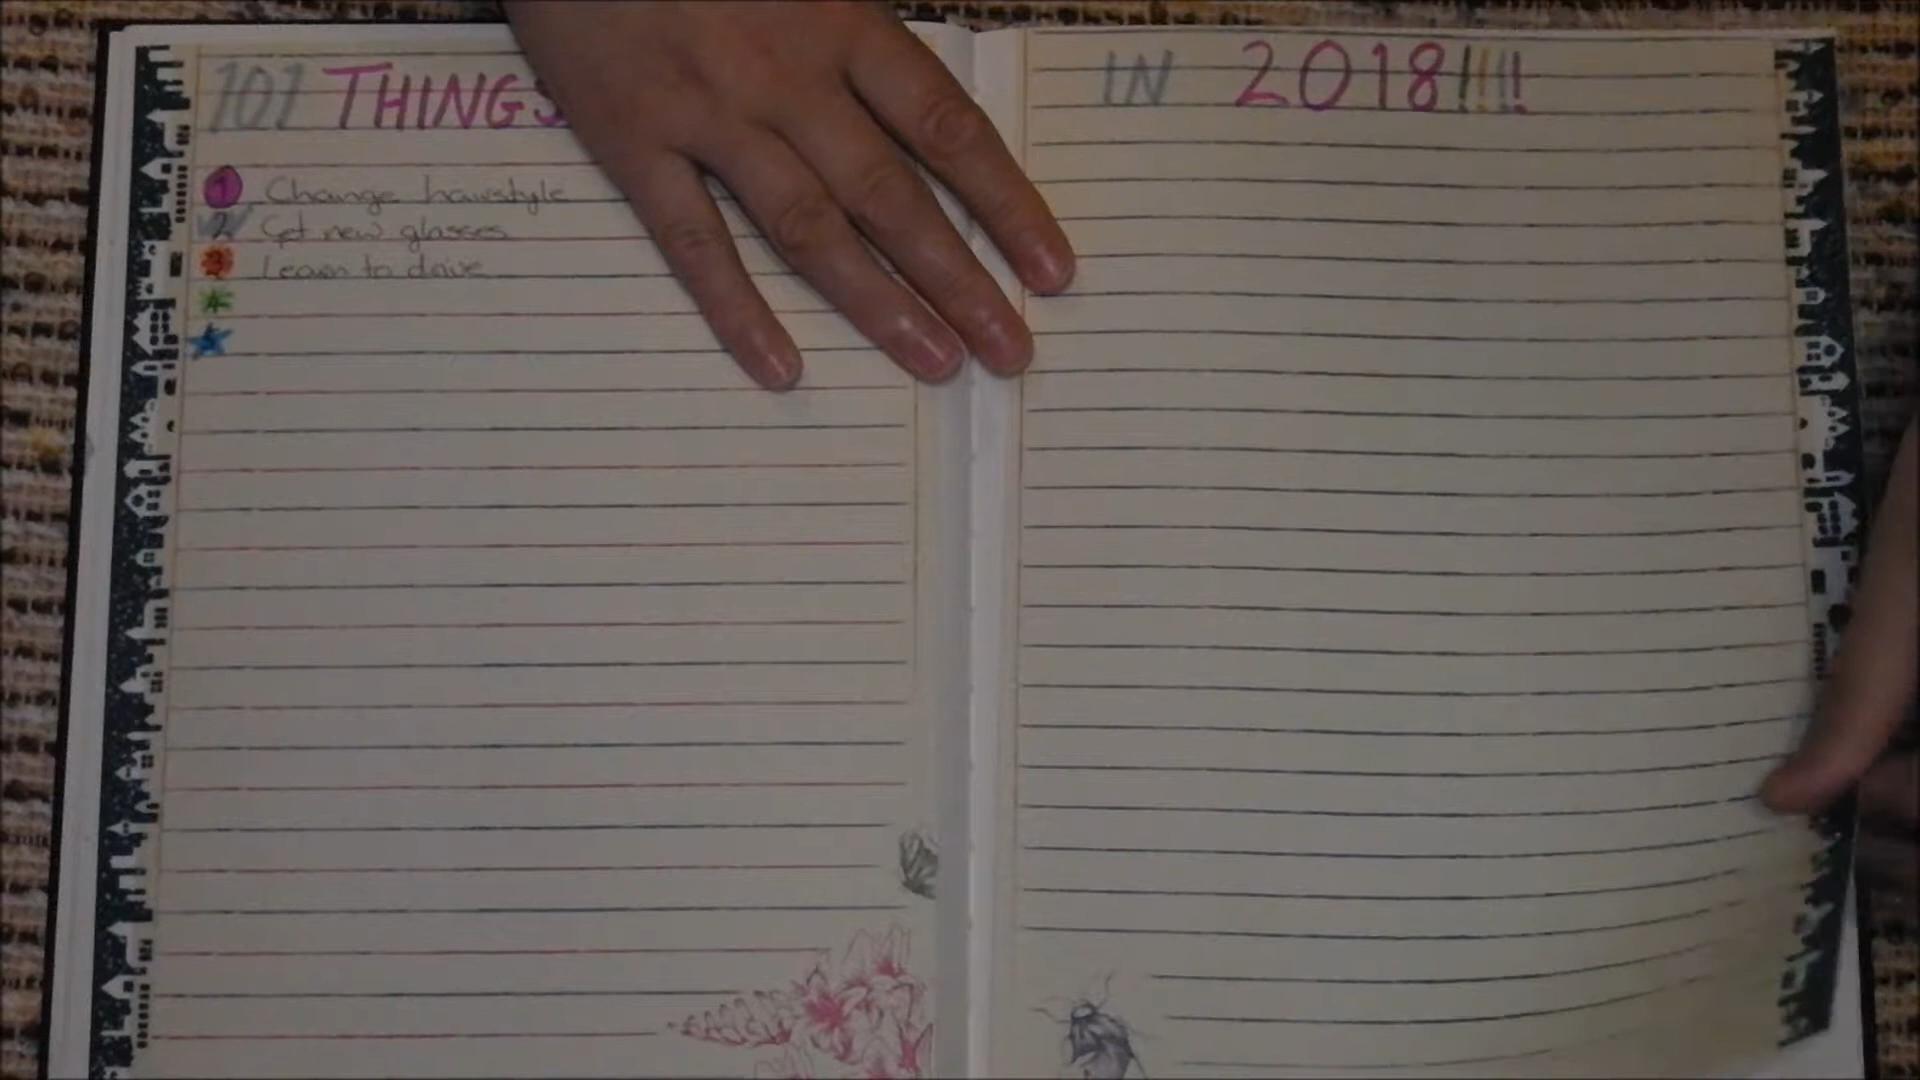 101 THINGS
IN 2018!!!!
1 Change hairstyle
2 Get new glasses
3 Learn to drive